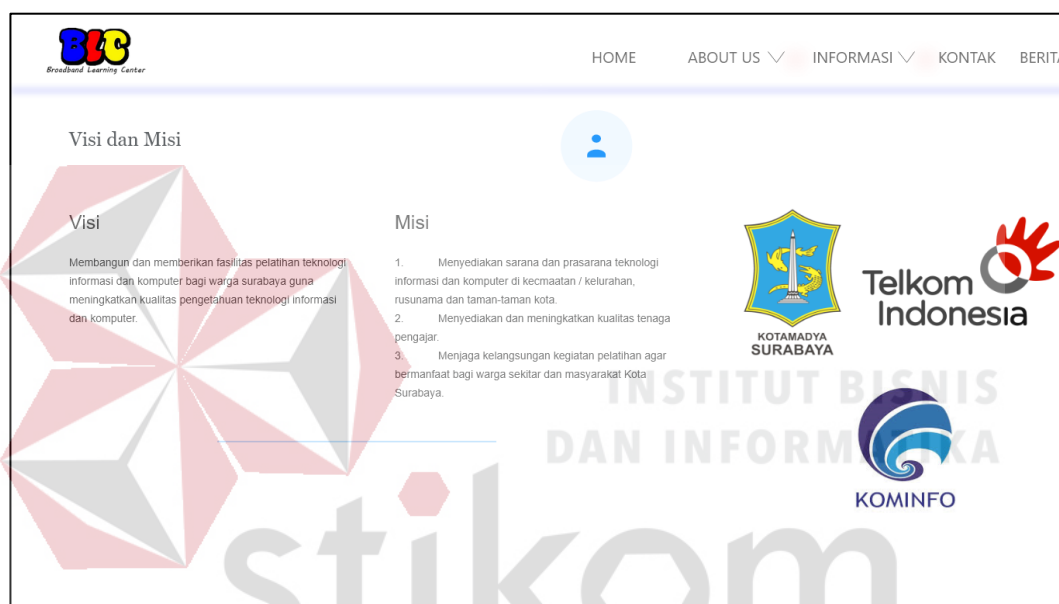 BLC
Broadband Learning Center
HOME ABOUT US INFORMASI KONTAK BERITA
Visi dan Misi
Visi
Membangun dan memberikan fasilitas pelatihan teknologi
informasi dan komputer bagi warga surabaya guna
meningkatkan kualitas pengetahuan teknologi informasi
dan komputer.
Misi
1. Menyediakan sarana dan prasarana teknologi
informasi dan komputer di kecmaatan / kelurahan,
rusunama dan taman-taman kota.
2. Menyediakan dan meningkatkan kualitas tenaga
pengajar.
3. Menjaga kelangsungan kegiatan pelatihan agar
bermanfaat bagi warga sekitar dan masyarakat Kota
Surabaya.
KOTAMADYA
SURABAYA
Telkom
Indonesia
KOMINFO
INSTITUT BISNIS
DAN INFORMATIKA
stikom